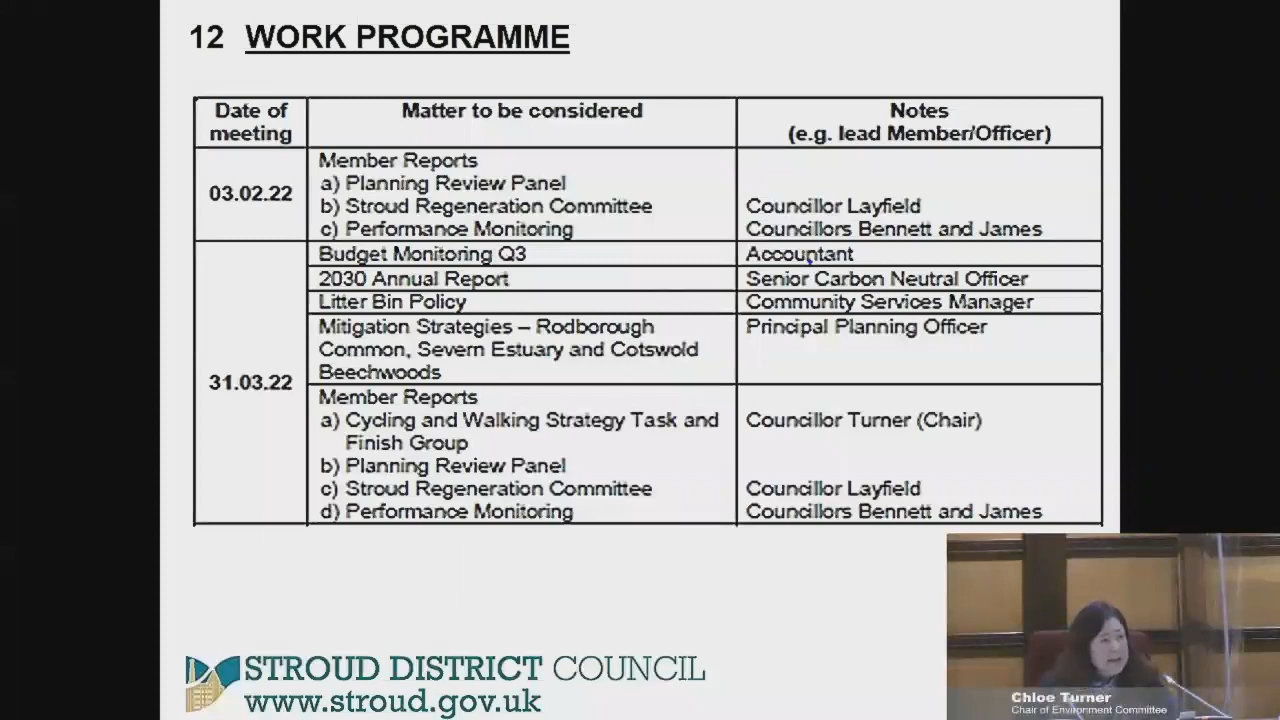 12 WORK PROGRAMME
Date of meeting
Matter to be considered
Notes
(e.g. lead Member/Officer)
03.02.22
Member Reports
a) Planning Review Panel
b) Stroud Regeneration Committee
Councillor Layfield
c) Performance Monitoring
Councillors Bennett and James
31.03.22
Budget Monitoring Q3
Accountant
2030 Annual Report
Senior Carbon Neutral Officer
Litter Bin Policy
Community Services Manager
Mitigation Strategies – Rodborough
Common, Severn Estuary and Cotswold
Beechwoods
Principal Planning Officer
Member Reports
a) Cycling and Walking Strategy Task and
Finish Group
Councillor Turner (Chair)
b) Planning Review Panel
c) Stroud Regeneration Committee
Councillor Layfield
d) Performance Monitoring
Councillors Bennett and James
STROUD DISTRICT COUNCIL
www.stroud.gov.uk
Chloe Turner
Chair of Environment Committee